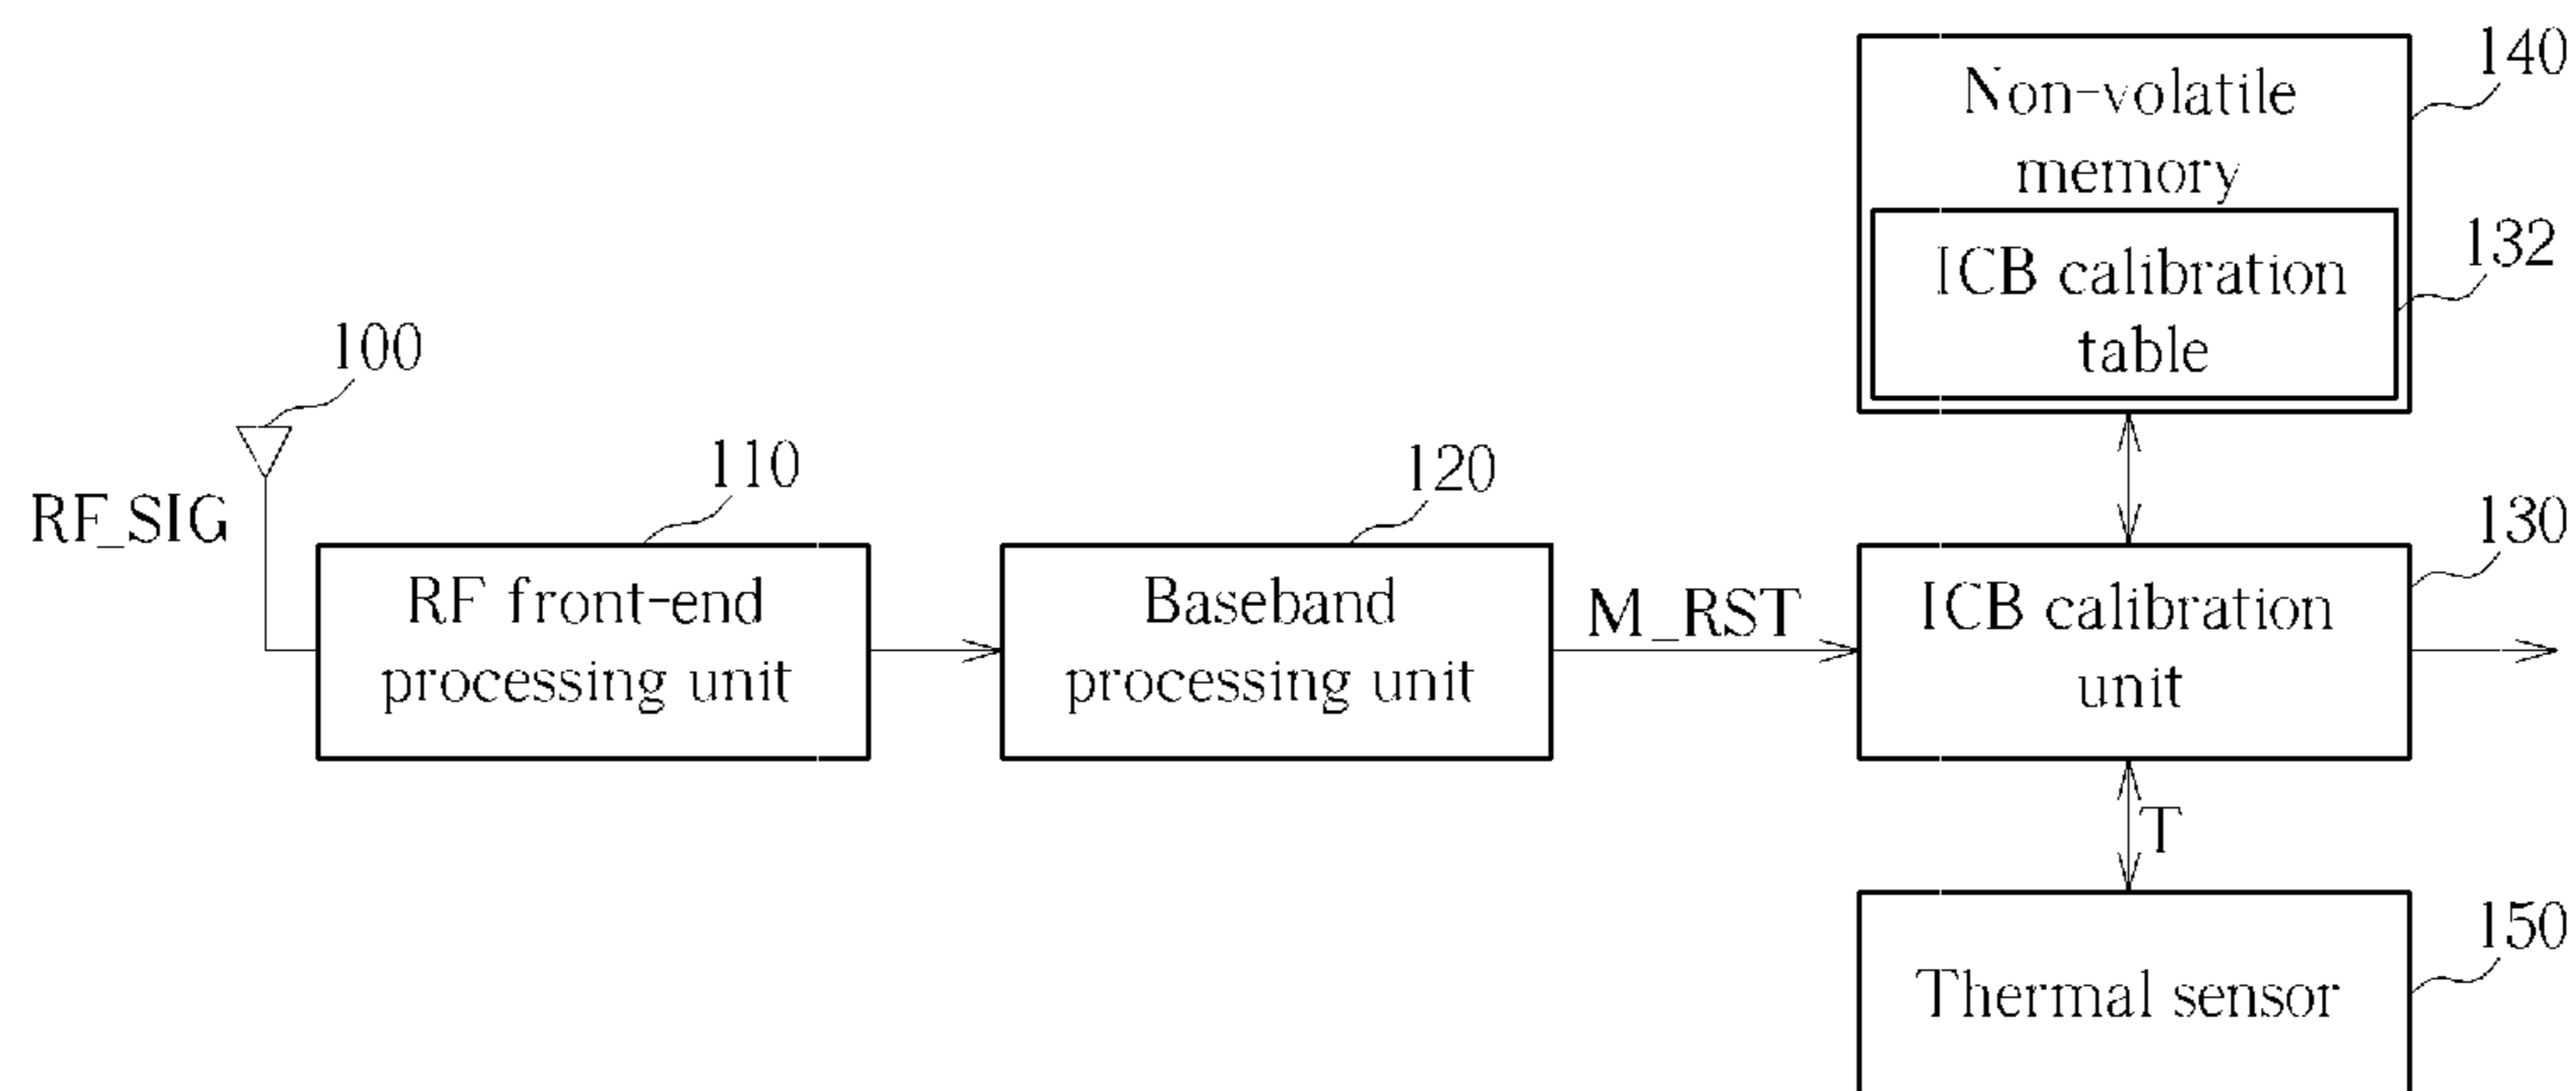 140
Non-volatile
memory
132
ICB calibration
table
100
110
120
RF_SIG
130
RF front-end
processing unit
Baseband
processing unit
M_RST
ICB calibration
unit
T
150
Thermal sensor